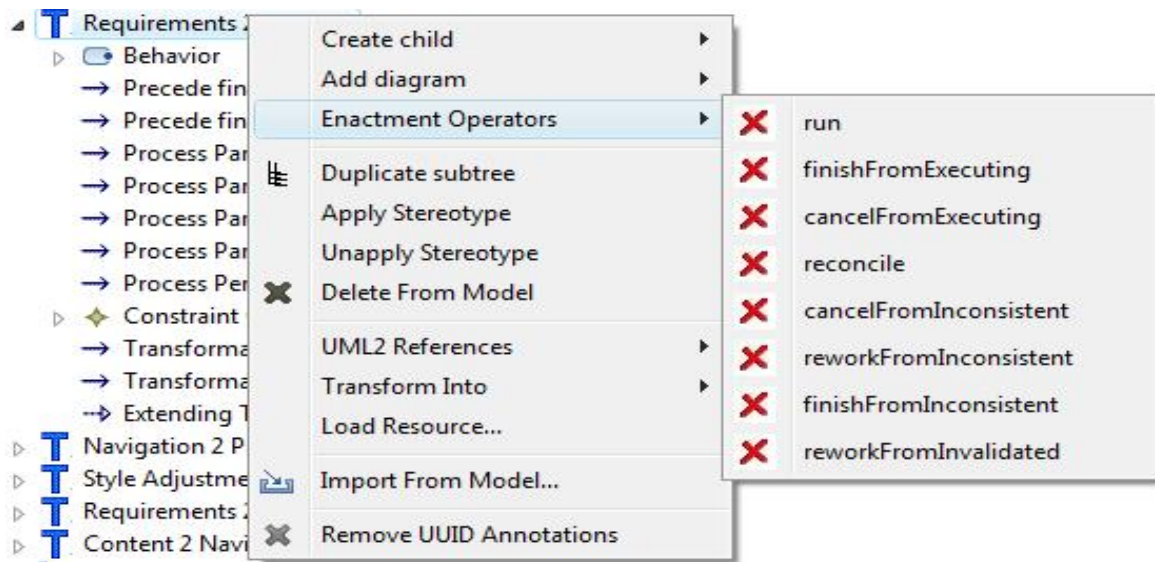 Requirements 2
Behavior
Precede fin
Precede fin
Process Par
Process Par
Process Par
Process Par
Process Per
Constraint
Transforma
Transforma
Extending T
Navigation 2 P
Style Adjustme
Requirements 2
Content 2 Navi
Create child
Add diagram
Enactment Operators
Duplicate subtree
Apply Stereotype
Unapply Stereotype
Delete From Model
UML2 References
Transform Into
Load Resource...
Import From Model...
Remove UUID Annotations
run
finishFromExecuting
cancelFromExecuting
reconcile
cancelFromInconsistent
reworkFromInconsistent
finishFromInconsistent
reworkFromInvalidated